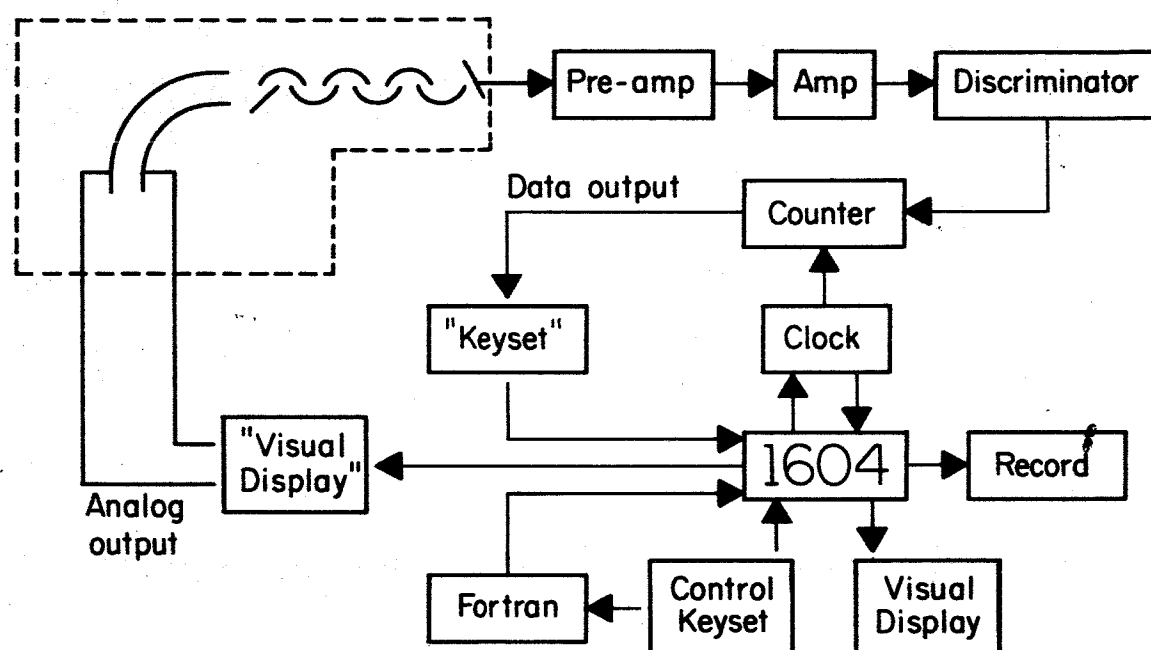 Pre-amp
Amp
Discriminator
Data output
Counter
"Keyset"
Clock
"Visual
Display"
1604
Record
Analog
output
Fortran
Control
Keyset
Visual
Display